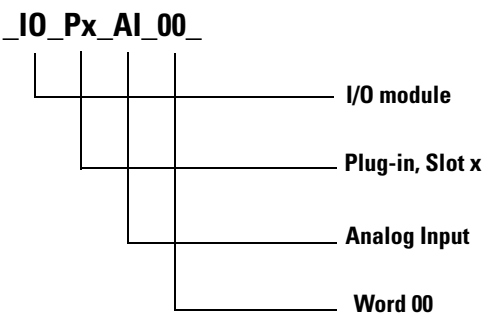 _IO_Px_AI_00_
I/O module
Plug-in, Slot x
Analog Input
Word 00